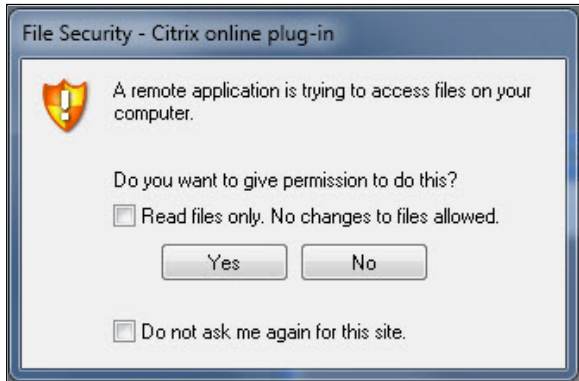 File Security - Citrix online plug-in
A remote application is trying to access files on your
computer.
Do you want to give permission to do this?
Read files only. No changes to files allowed.
Yes No
Do not ask me again for this site.